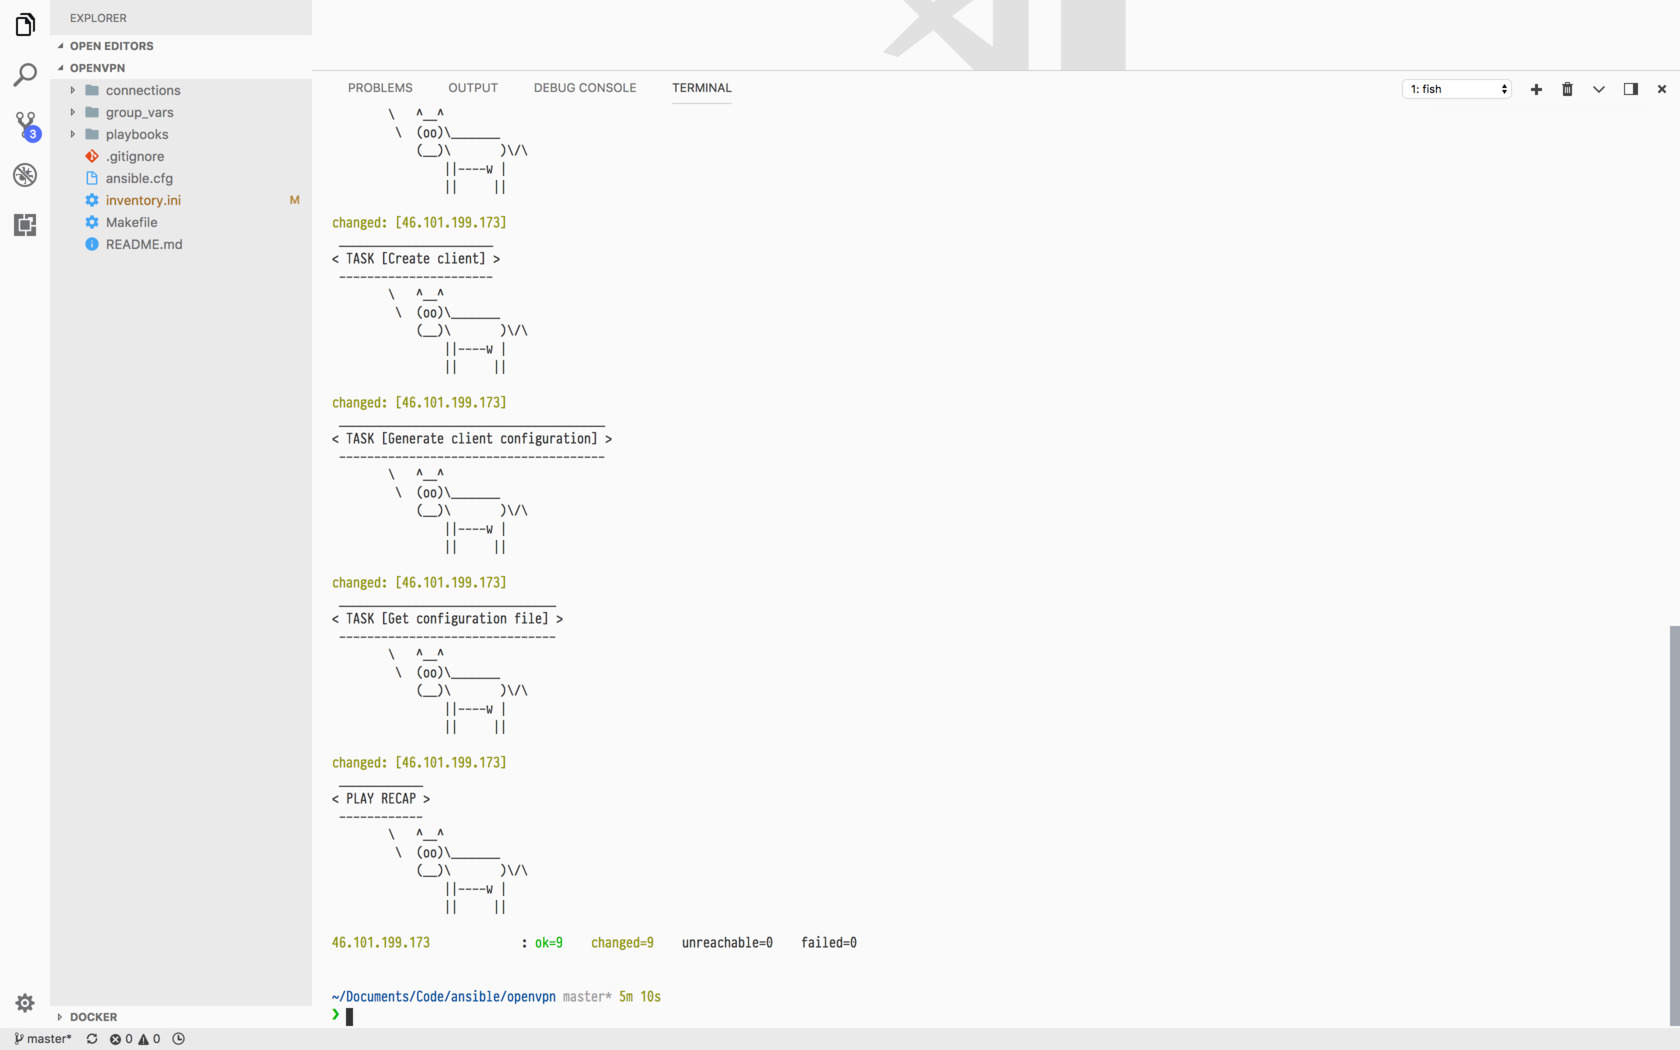 EXPLORER
OPEN EDITORS
OPENVPN
connections
group_vars
playbooks
.gitignore
ansible.cfg
inventory.ini M
Makefile
README.md
3
DOCKER
PROBLEMS OUTPUT DEBUG CONSOLE TERMINAL
1: fish
        \   ^__^
         \  (oo)\_______
            (__)\       )\/\
                ||----w |
                ||     ||
changed: [46.101.199.173]
 ______________________
< TASK [Create client] >
 ----------------------
        \   ^__^
         \  (oo)\_______
            (__)\       )\/\
                ||----w |
                ||     ||
changed: [46.101.199.173]
 ______________________________________
< TASK [Generate client configuration] >
 --------------------------------------
        \   ^__^
         \  (oo)\_______
            (__)\       )\/\
                ||----w |
                ||     ||
changed: [46.101.199.173]
 _______________________________
< TASK [Get configuration file] >
 -------------------------------
        \   ^__^
         \  (oo)\_______
            (__)\       )\/\
                ||----w |
                ||     ||
changed: [46.101.199.173]
 ____________
< PLAY RECAP >
 ------------
        \   ^__^
         \  (oo)\_______
            (__)\       )\/\
                ||----w |
                ||     ||
46.101.199.173             : ok=9    changed=9    unreachable=0    failed=0
~/Documents/Code/ansible/openvpn master* 5m 10s
❯
master* 0 0